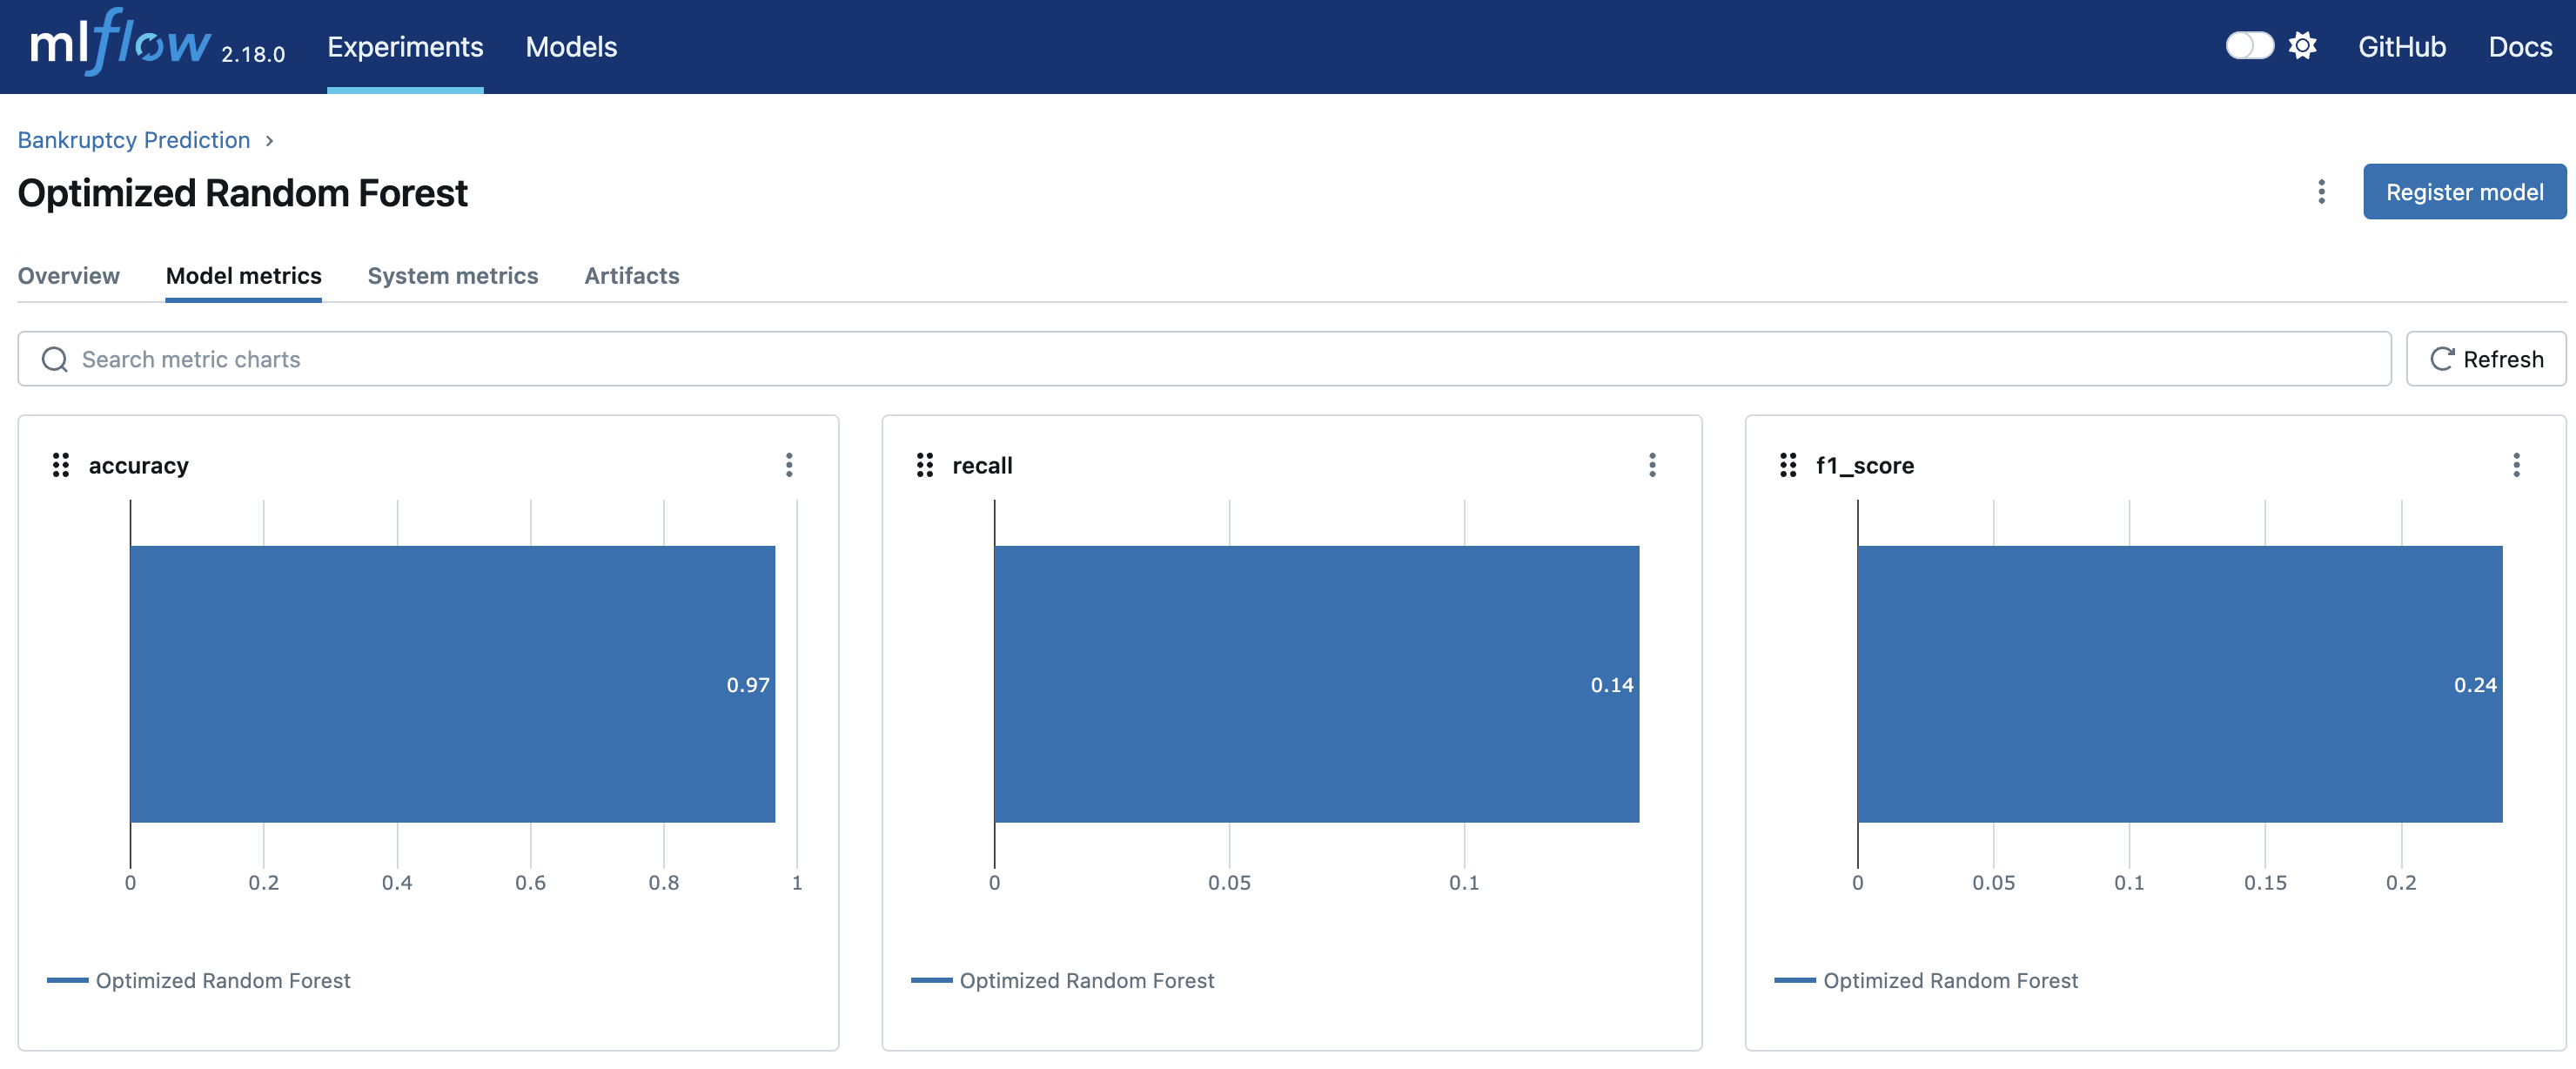 mlflow 2.18.0 Experiments Models GitHub Docs
Bankruptcy Prediction
Optimized Random Forest
Register model
Overview Model metrics System metrics Artifacts
Search metric charts
Refresh
accuracy
0.97
0 0.2 0.4 0.6 0.8 1
Optimized Random Forest
recall
0.14
0 0.05 0.1
Optimized Random Forest
f1_score
0.24
0 0.05 0.1 0.15 0.2
Optimized Random Forest